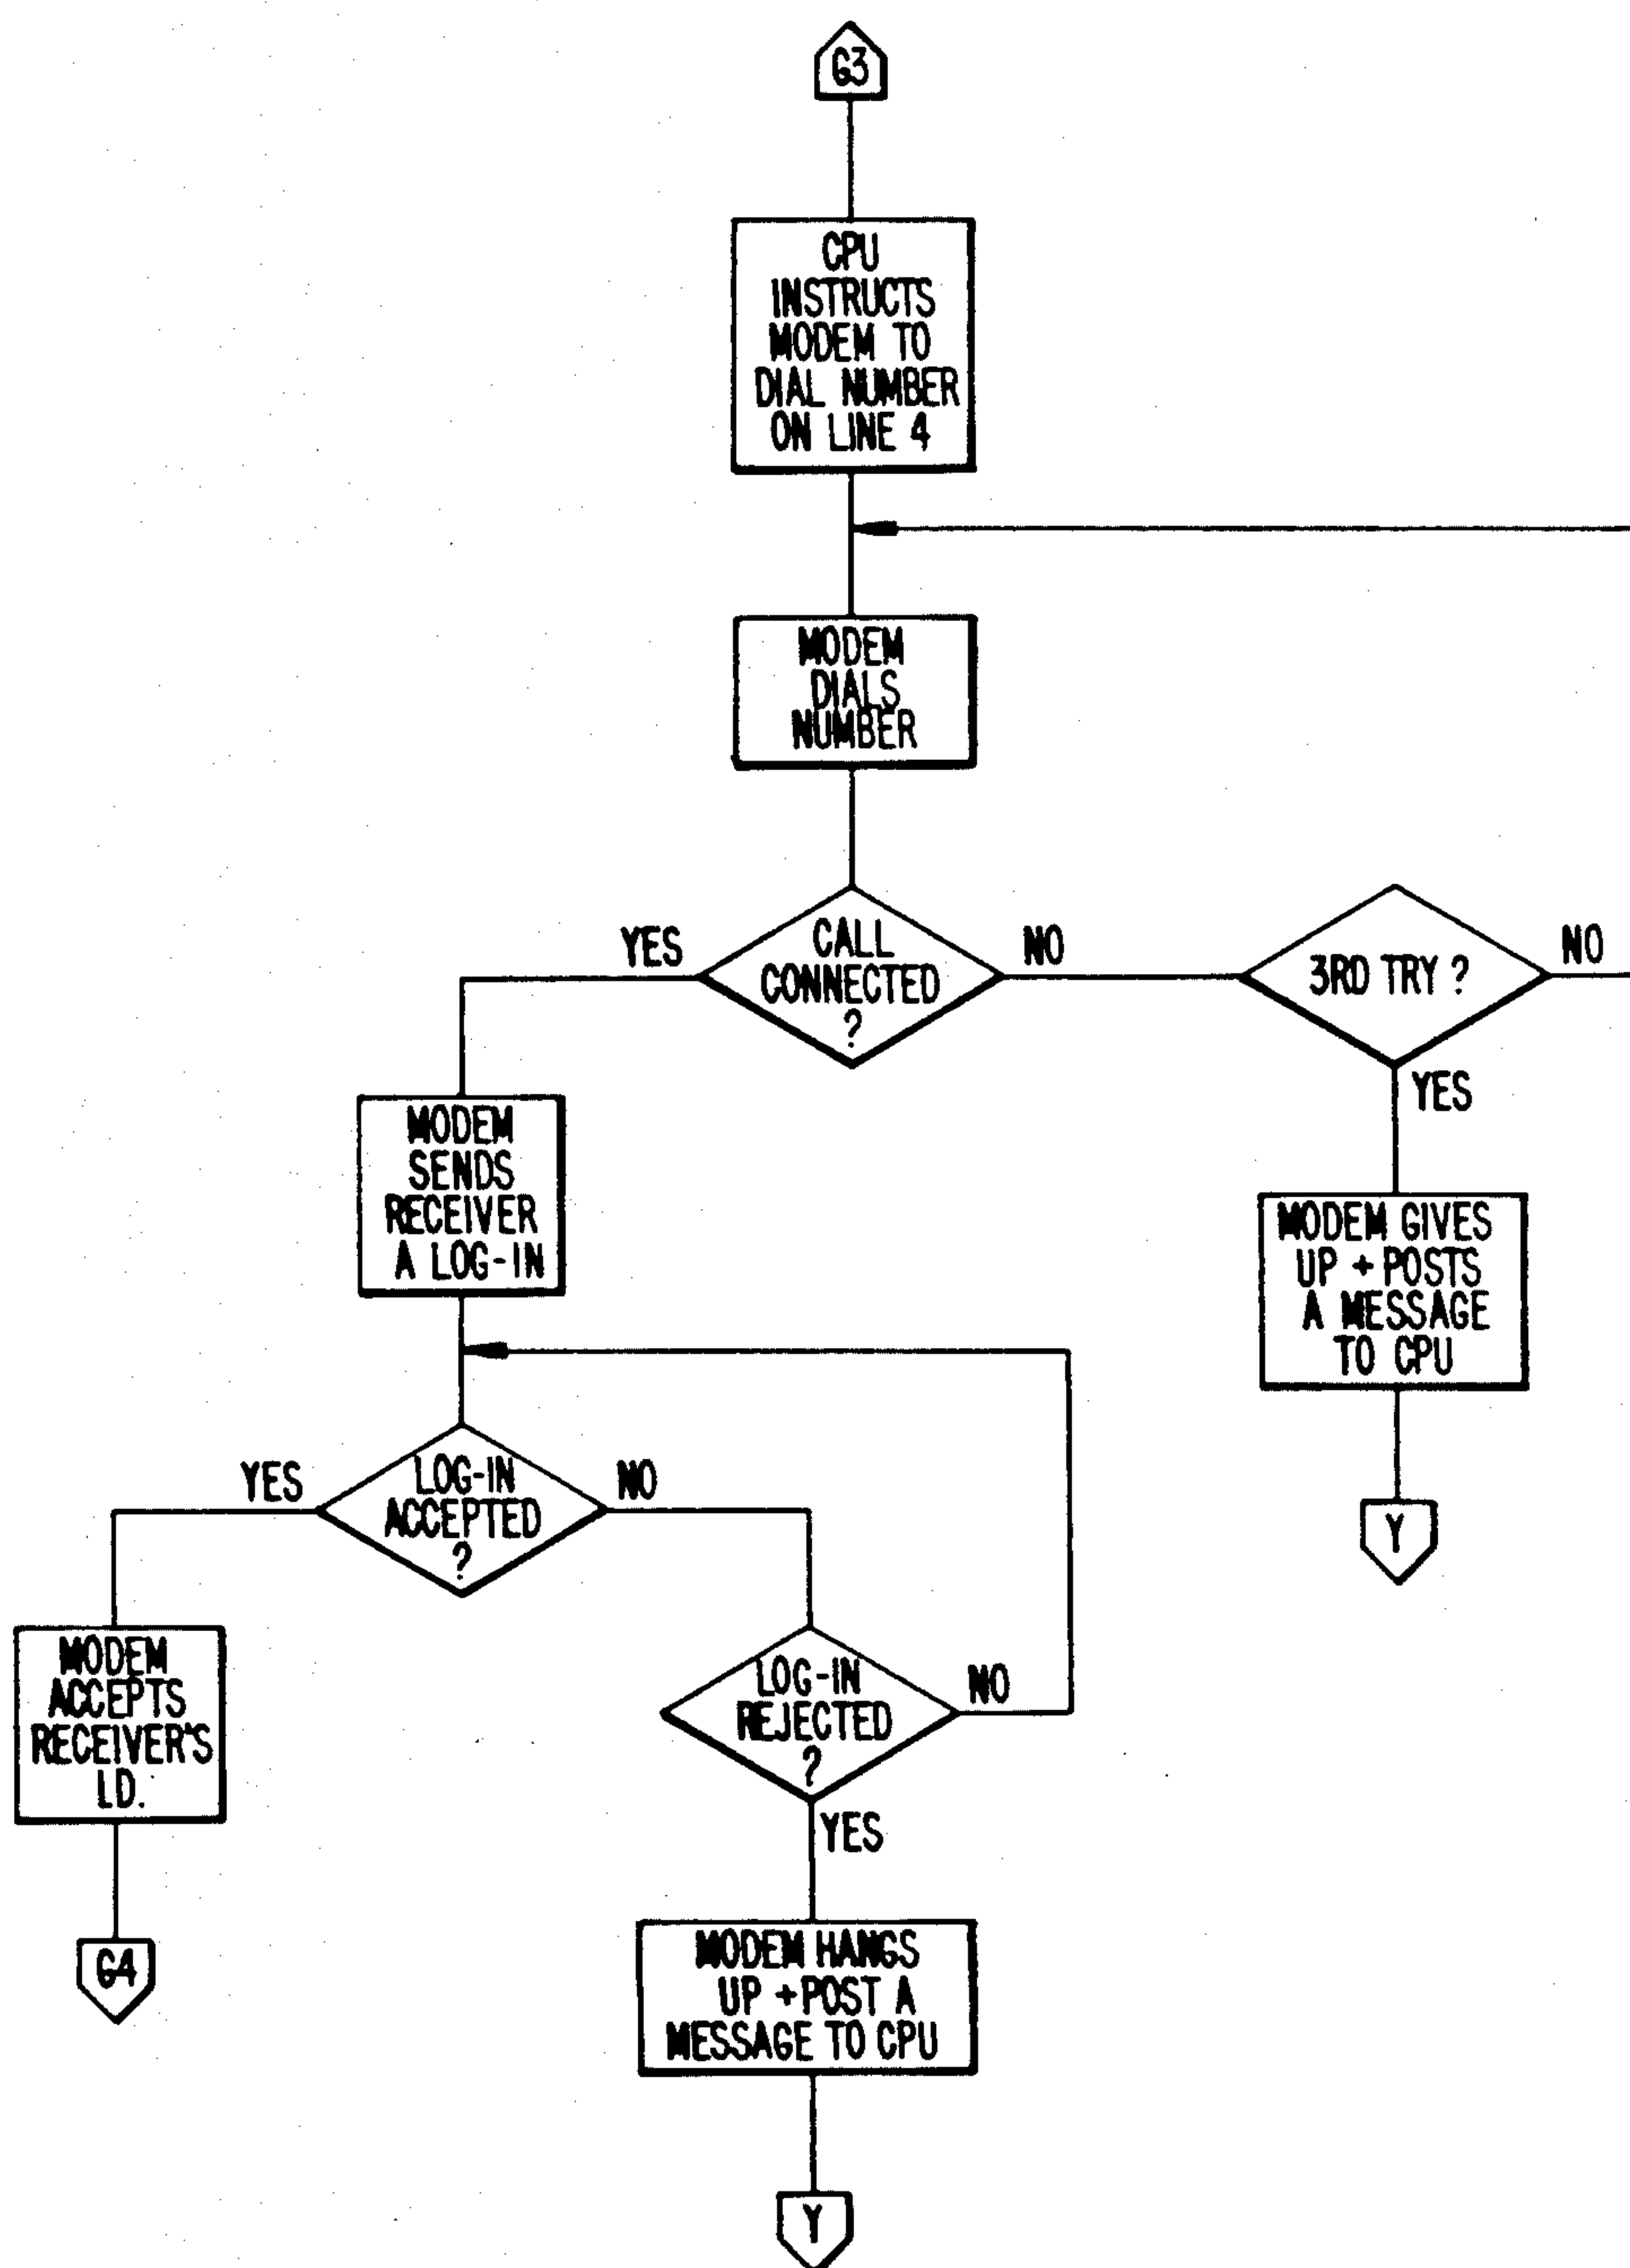 G3
CPU
INSTRUCTS
MODEM TO
DIAL NUMBER
ON LINE 4
MODEM
DIALS
NUMBER
YES
CALL
CONNECTED
?
NO
3RD TRY ?
NO
YES
MODEM
SENDS
RECEIVER
A LOG-IN
MODEM GIVES
UP + POSTS
A MESSAGE
TO CPU
Y
YES
LOG-IN
ACCEPTED
?
NO
MODEM
ACCEPTS
RECEIVER'S
I.D.
G4
LOG-IN
REJECTED
?
NO
YES
MODEM HANGS
UP + POST A
MESSAGE TO CPU
Y